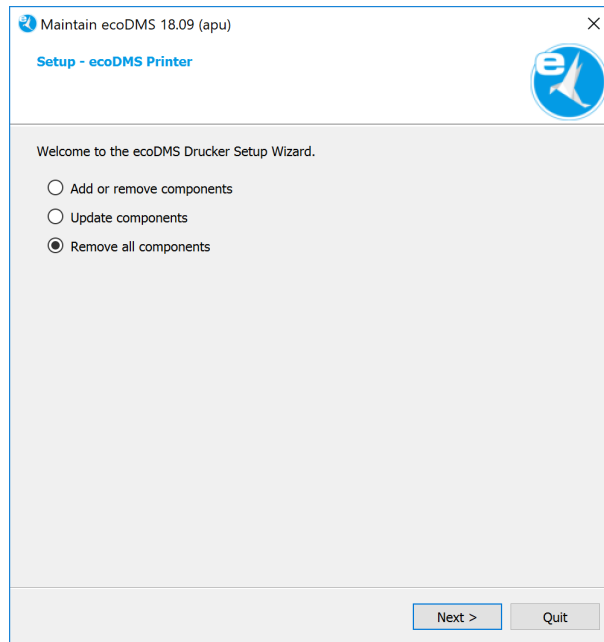 Maintain ecoDMS 18.09 (apu)
Setup - ecoDMS Printer
e
Welcome to the ecoDMS Drucker Setup Wizard.
Add or remove components
Update components
Remove all components
Next > Quit